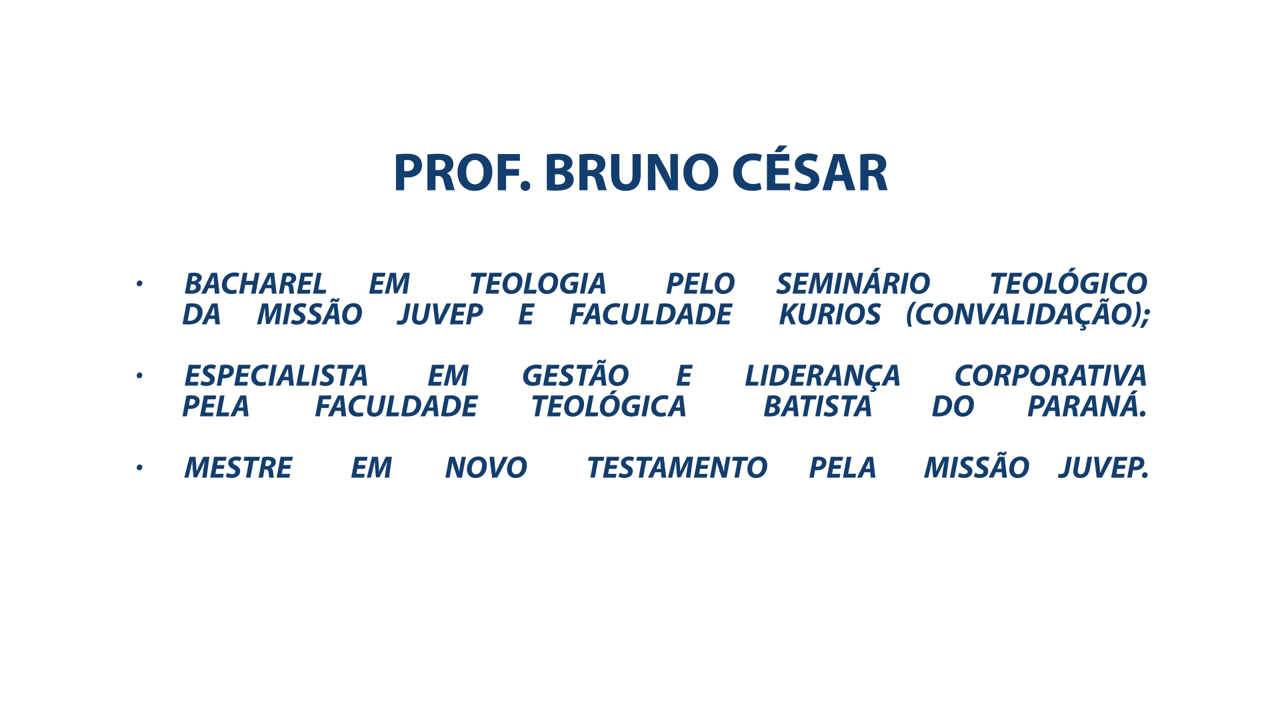 PROF. BRUNO CÉSAR
· BACHAREL EM TEOLOGIA PELO SEMINÁRIO TEOLÓGICO
DA MISSÃO JUVEP E FACULDADE KURIOS (CONVALIDAÇÃO);
· ESPECIALISTA EM GESTÃO E LIDERANÇA CORPORATIVA
PELA FACULDADE TEOLÓGICA BATISTA DO PARANÁ.
· MESTRE EM NOVO TESTAMENTO PELA MISSÃO JUVEP.